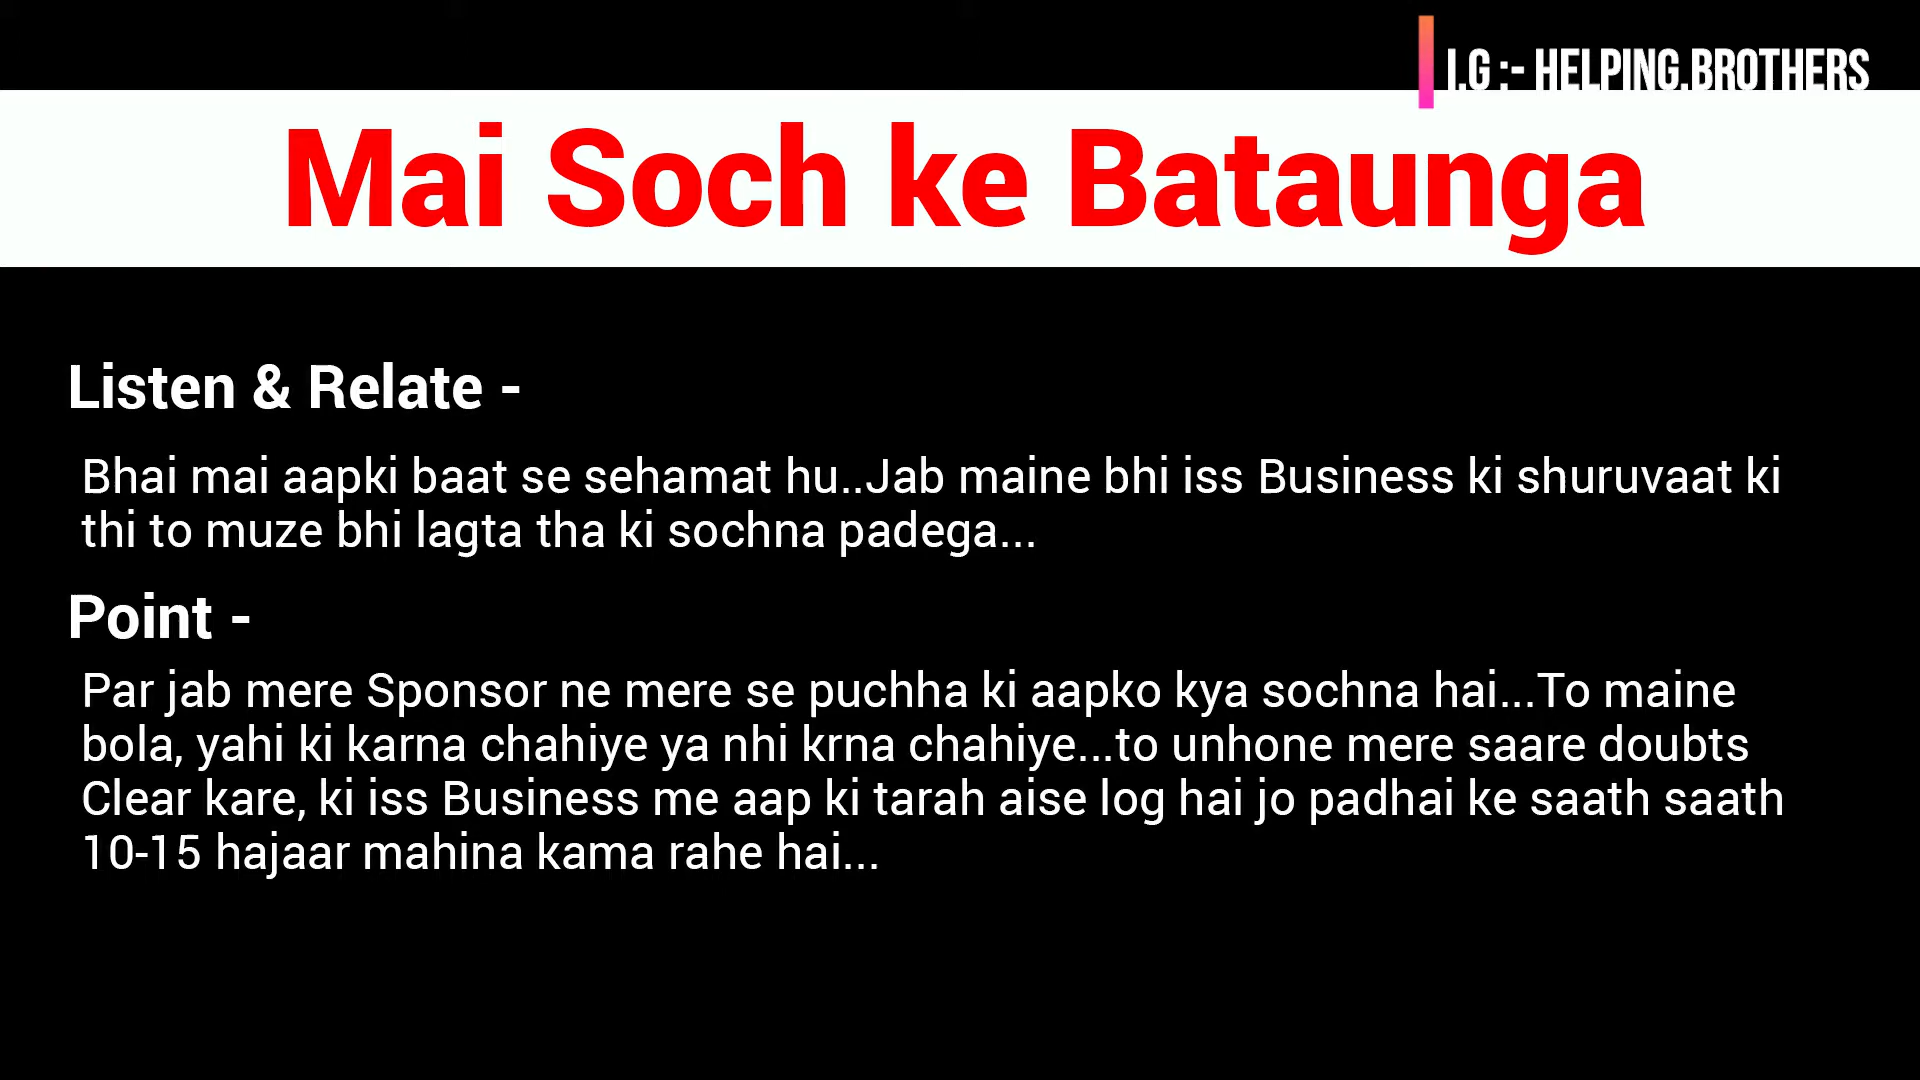 I.G :- HELPING.BROTHERS
Mai Soch ke Bataunga
Listen & Relate -
Bhai mai aapki baat se sehamat hu..Jab maine bhi iss Business ki shuruvaat ki
thi to muze bhi lagta tha ki sochna padega...
Point -
Par jab mere Sponsor ne mere se puchha ki aapko kya sochna hai...To maine
bola, yahi ki karna chahiye ya nhi krna chahiye...to unhone mere saare doubts
Clear kare, ki iss Business me aap ki tarah aise log hai jo padhai ke saath saath
10-15 hajaar mahina kama rahe hai...